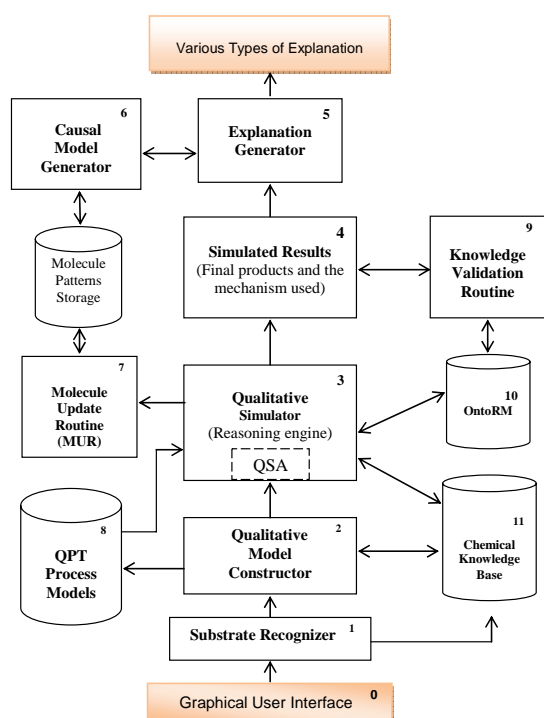 Various Types of Explanation
6
Causal
Model
Generator
5
Explanation
Generator
Molecule
Patterns
Storage
4
Simulated Results
(Final products and the
mechanism used)
9
Knowledge
Validation
Routine
7
Molecule
Update
Routine
(MUR)
3
Qualitative
Simulator
(Reasoning engine)
QSA
10
OntoRM
8
QPT
Process
Models
2
Qualitative
Model
Constructor
11
Chemical
Knowledge
Base
Substrate Recognizer 1
Graphical User Interface 0